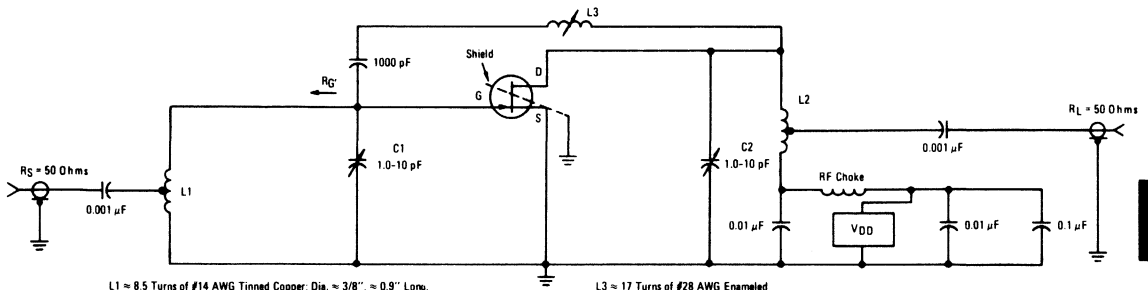 L3
Shield
1000 pF
D
RG'
G
S
L2
RL = 50 Ohms
C1
1.0-10 pF
C2
1.0-10 pF
0.001 μF
RS = 50 Ohms
L1
0.001 μF
RF Choke
0.01 μF
VDD
0.01 μF
0.1 μF
L1 ≈ 8.5 Turns of #14 AWG Tinned Copper; Dia. ≈ 3/8", ≈ 0.9" Long.
L3 ≈ 17 Turns of #28 AWG Enameled